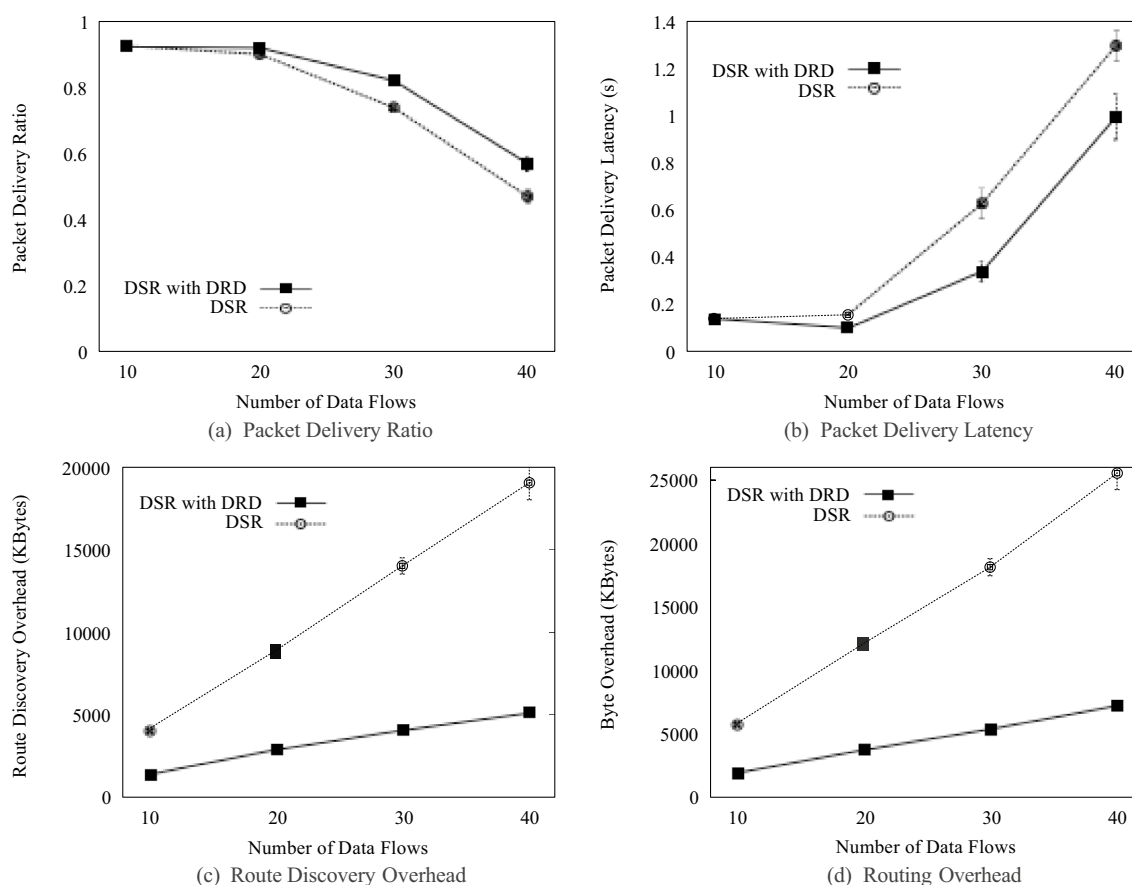 1
0.8
0.6
0.4
0.2
0
Packet Delivery Ratio
DSR with DRD
DSR
10 20 30 40
Number of Data Flows
(a) Packet Delivery Ratio
1.4
1.2
1
0.8
0.6
0.4
0.2
0
Packet Delivery Latency (s)
DSR with DRD
DSR
10 20 30 40
Number of Data Flows
(b) Packet Delivery Latency
20000
15000
10000
5000
0
Route Discovery Overhead (KBytes)
DSR with DRD
DSR
10 20 30 40
Number of Data Flows
(c) Route Discovery Overhead
25000
20000
15000
10000
5000
0
Byte Overhead (KBytes)
DSR with DRD
DSR
10 20 30 40
Number of Data Flows
(d) Routing Overhead